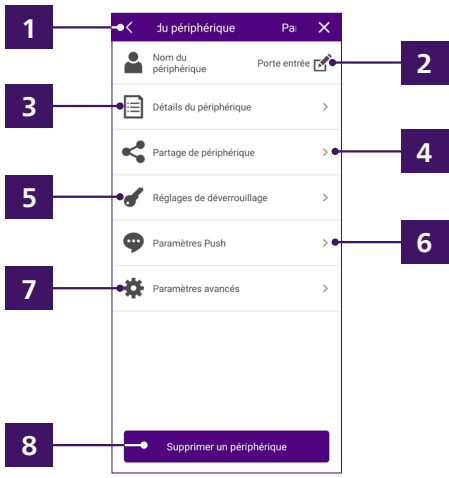 1
du périphérique Pa
2
Nom du
périphérique
Porte entrée
3
Détails du périphérique
4
Partage de périphérique
5
Réglages de déverrouillage
6
Paramètres Push
7
Paramètres avancés
8
Supprimer un périphérique